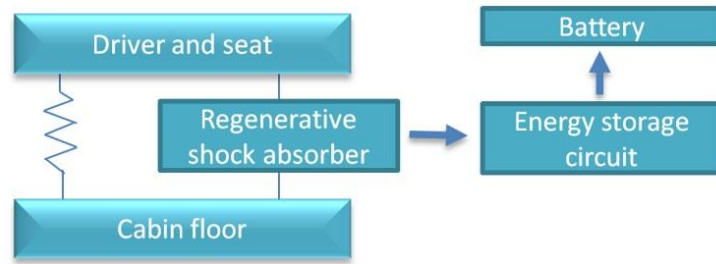 Driver and seat
Battery
Regenerative
shock absorber
Energy storage
circuit
Cabin floor